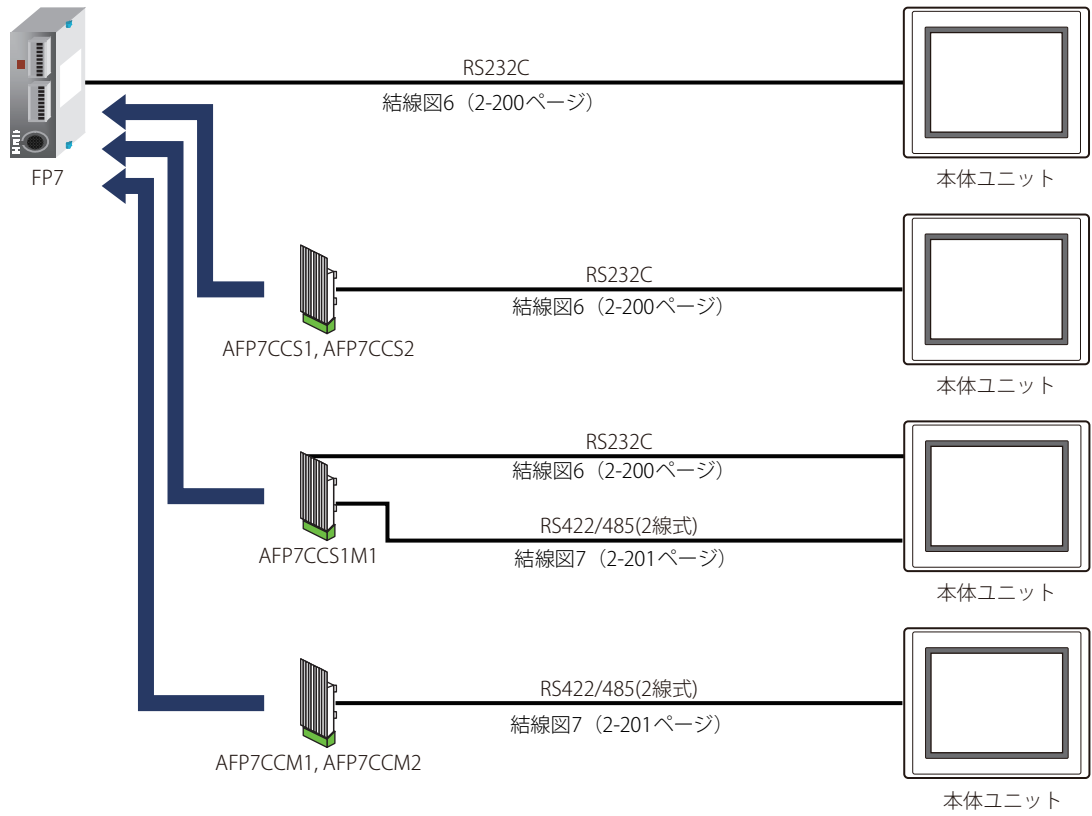 RS232C
結線図6（2-200ページ）
FP7
本体ユニット
RS232C
結線図6（2-200ページ）
AFP7CCS1, AFP7CCS2
本体ユニット
RS232C
結線図6（2-200ページ）
RS422/485(2線式)
結線図7（2-201ページ）
AFP7CCS1M1
本体ユニット
RS422/485(2線式)
結線図7（2-201ページ）
AFP7CCM1, AFP7CCM2
本体ユニット